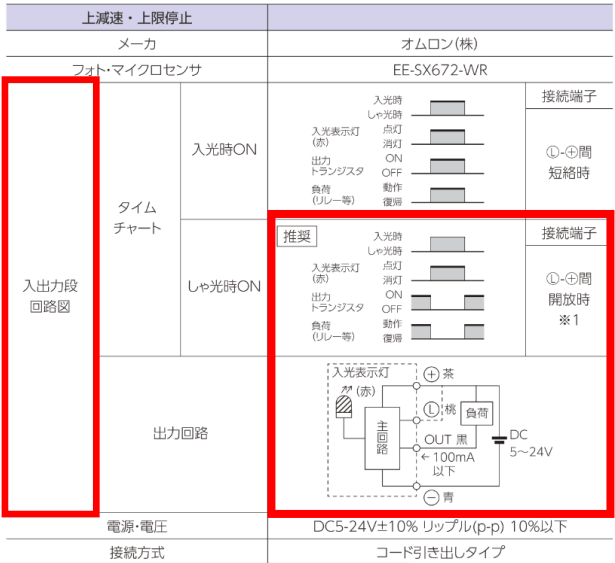 上減速・上限停止
メーカ
オムロン(株)
フォト・マイクロセンサ
EE-SX672-WR
入出力段
回路図
タイム
チャート
入光時ON
入光時
しゃ光時
入光表示灯
(赤)
点灯
消灯
出力
トランジスタ
ON
OFF
負荷
(リレー等)
動作
復帰
接続端子
Ⓛ-⊕間
短絡時
しゃ光時ON
推奨
入光時
しゃ光時
入光表示灯
(赤)
点灯
消灯
出力
トランジスタ
ON
OFF
負荷
(リレー等)
動作
復帰
接続端子
Ⓛ-⊕間
開放時
※1
出力回路
入光表示灯
(赤)
主回路
⊕ 茶
Ⓛ 桃
負荷
OUT 黒
←100mA
以下
DC
5～24V
⊖ 青
電源・電圧
DC5-24V±10% リップル(p-p) 10%以下
接続方式
コード引き出しタイプ